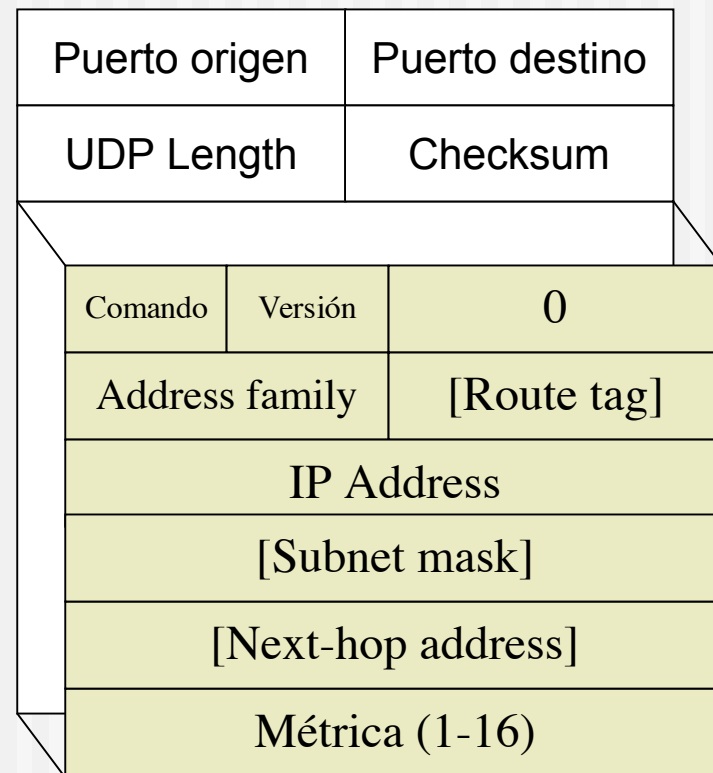 Puerto origen Puerto destino
UDP Length Checksum
Comando Versión 0
Address family [Route tag]
IP Address
[Subnet mask]
[Next-hop address]
Métrica (1-16)